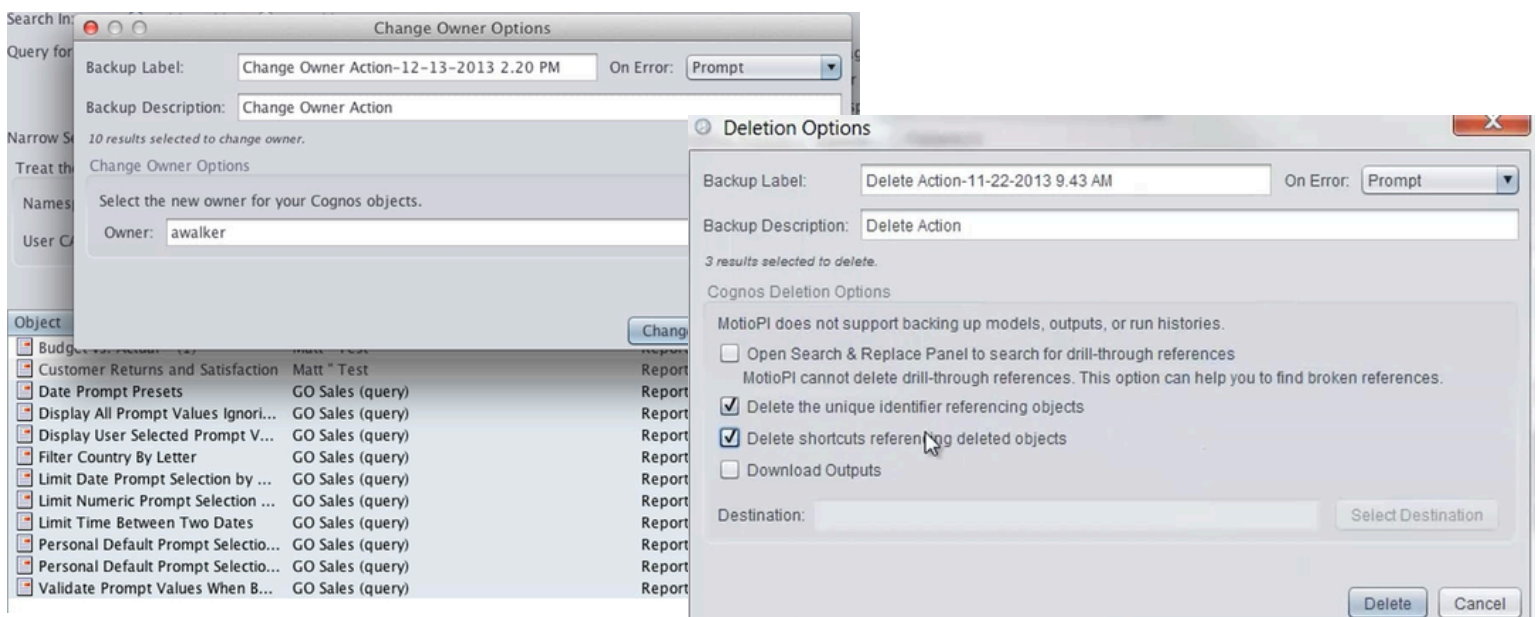 Search In:
Change Owner Options
Query for
Backup Label: Change Owner Action-12-13-2013 2.20 PM On Error: Prompt
Backup Description: Change Owner Action
Narrow
10 results selected to change owner.
Treat
Change Owner Options
Select the new owner for your Cognos objects.
Owner: awalker
User
Object
Customer Returns and Satisfaction Matt " Test Report
Date Prompt Presets GO Sales (query) Report
Display All Prompt Values Ignori... GO Sales (query) Report
Display User Selected Prompt V... GO Sales (query) Report
Filter Country By Letter GO Sales (query) Report
Limit Date Prompt Selection by ... GO Sales (query) Report
Limit Numeric Prompt Selection ... GO Sales (query) Report
Limit Time Between Two Dates GO Sales (query) Report
Personal Default Prompt Selectio... GO Sales (query) Report
Personal Default Prompt Selectio... GO Sales (query) Report
Validate Prompt Values When B... GO Sales (query) Report
Deletion Options
Backup Label: Delete Action-11-22-2013 9.43 AM On Error: Prompt
Backup Description: Delete Action
3 results selected to delete.
Cognos Deletion Options
MotioPI does not support backing up models, outputs, or run histories.
Open Search & Replace Panel to search for drill-through references
MotioPI cannot delete drill-through references. This option can help you to find broken references.
Delete the unique identifier referencing objects
Delete shortcuts referencing deleted objects
Download Outputs
Destination: Select Destination
Delete Cancel